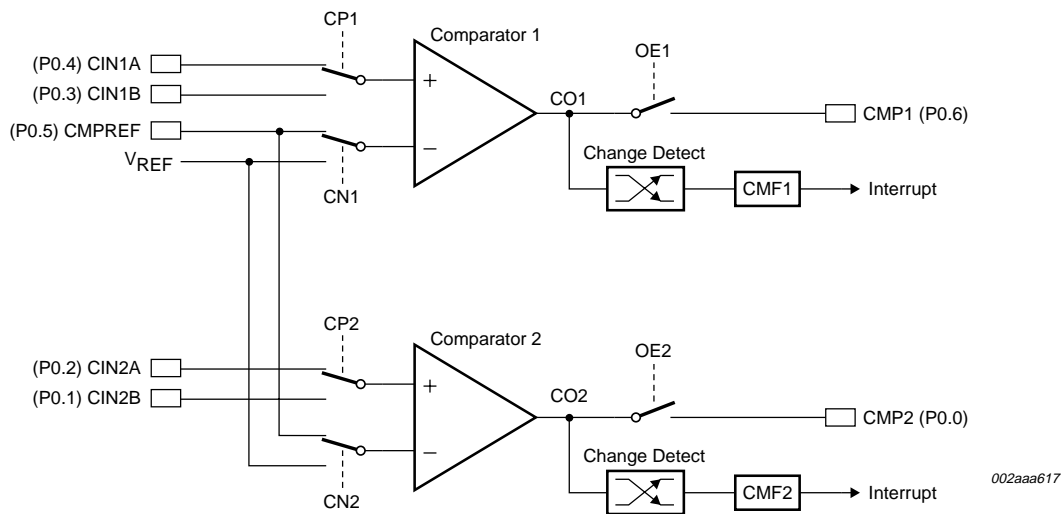 CP1
Comparator 1
OE1
(P0.4) CIN1A
(P0.3) CIN1B
+
CO1
(P0.5) CMPREF
CMP1 (P0.6)
VREF
−
Change Detect
CN1
CMF1
Interrupt
CP2
Comparator 2
OE2
(P0.2) CIN2A
(P0.1) CIN2B
+
CO2
CMP2 (P0.0)
−
Change Detect
CN2
CMF2
Interrupt
002aaa617